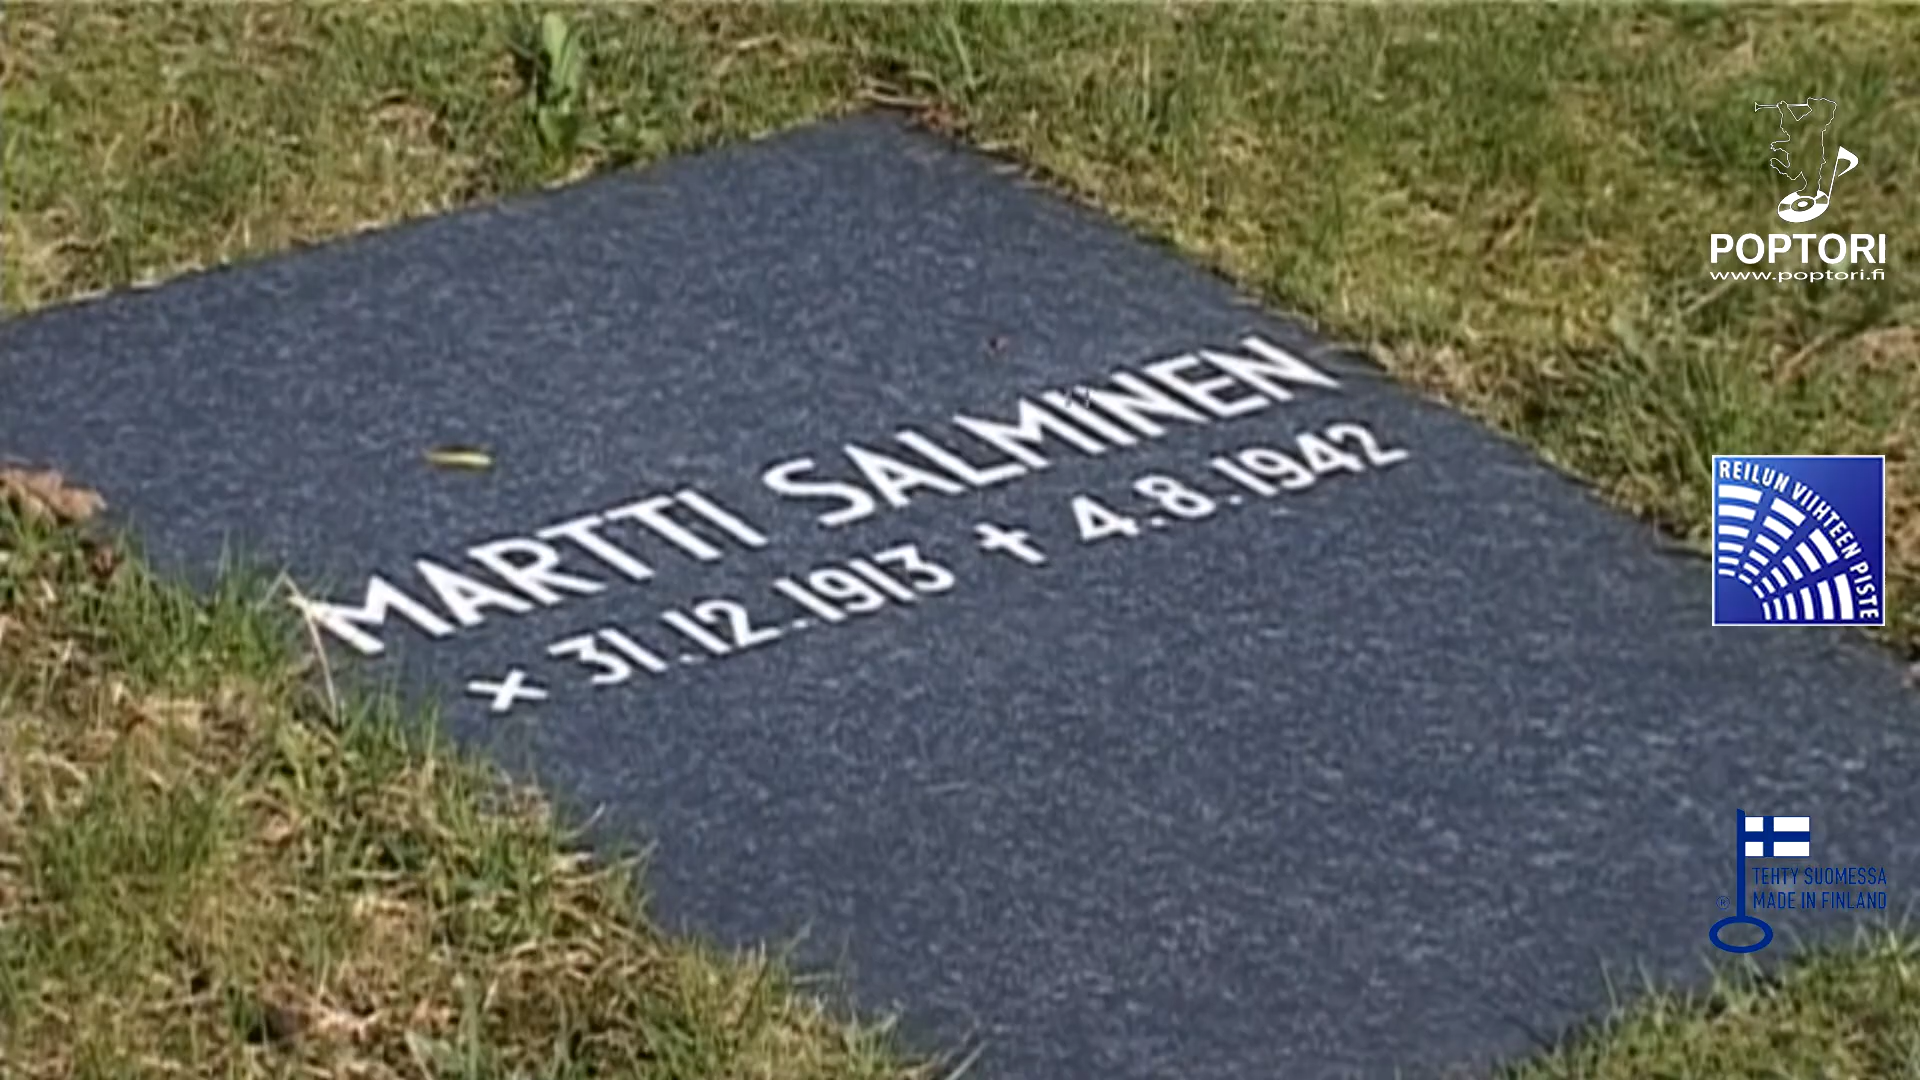 MARTTI SALMINEN
× 31.12.1913 † 4.8.1942
POPTORI
www.poptori.fi
REILUN VIIHTEEN PISTE
TEHTY SUOMESSA
® MADE IN FINLAND